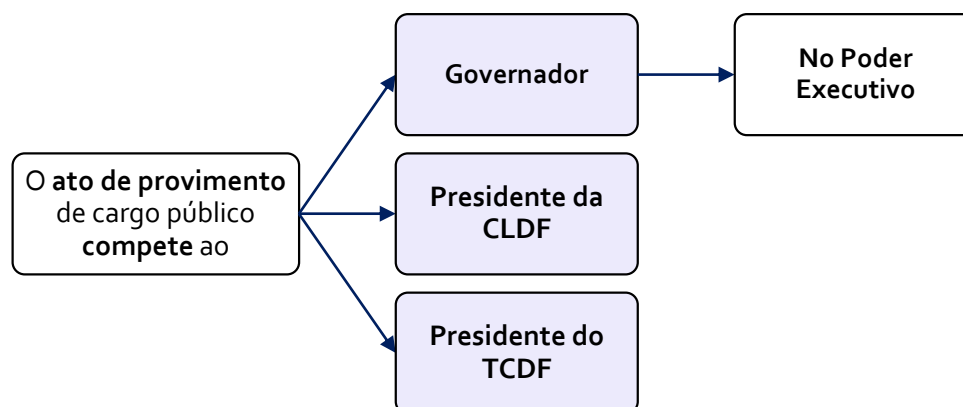 O ato de provimento
de cargo público
compete ao
Governador
No Poder
Executivo
Presidente da
CLDF
Presidente do
TCDF